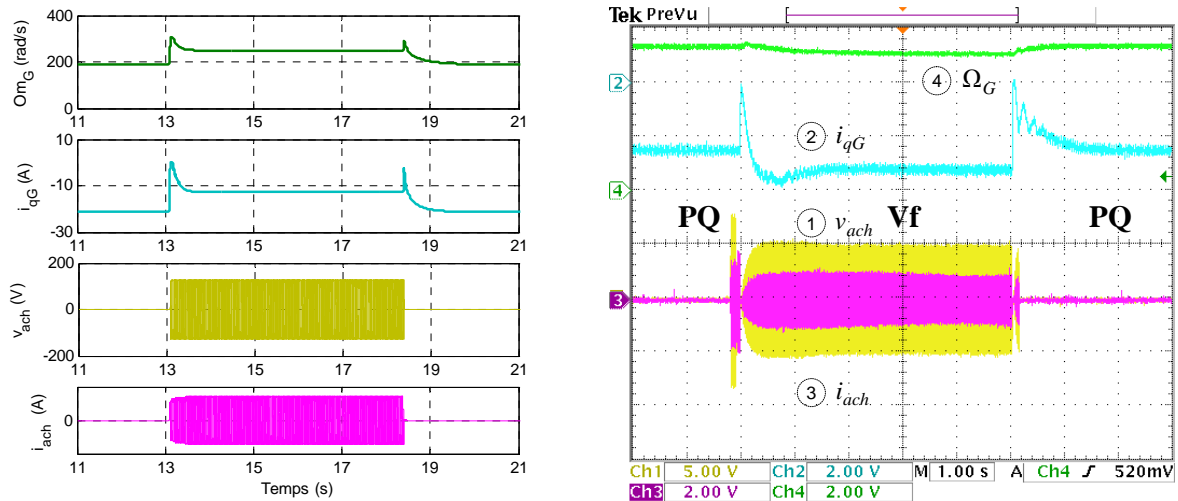 400
200
0
Om_G (rad/s)
11 13 15 17 19 21
10
-10
-30
i_qG (A)
11 13 15 17 19 21
200
0
-200
v_ach (V)
11 13 15 17 19 21
0
i_ach (A)
11 13 15 17 19 21
Temps (s)
Tek PreVu
2
4 Ω_G
2 i_qG
4
PQ Vf PQ
1 v_ach
3
3 i_ach
Ch1 5.00 V Ch2 2.00 V M 1.00 s A Ch4 520mV
Ch3 2.00 V Ch4 2.00 V